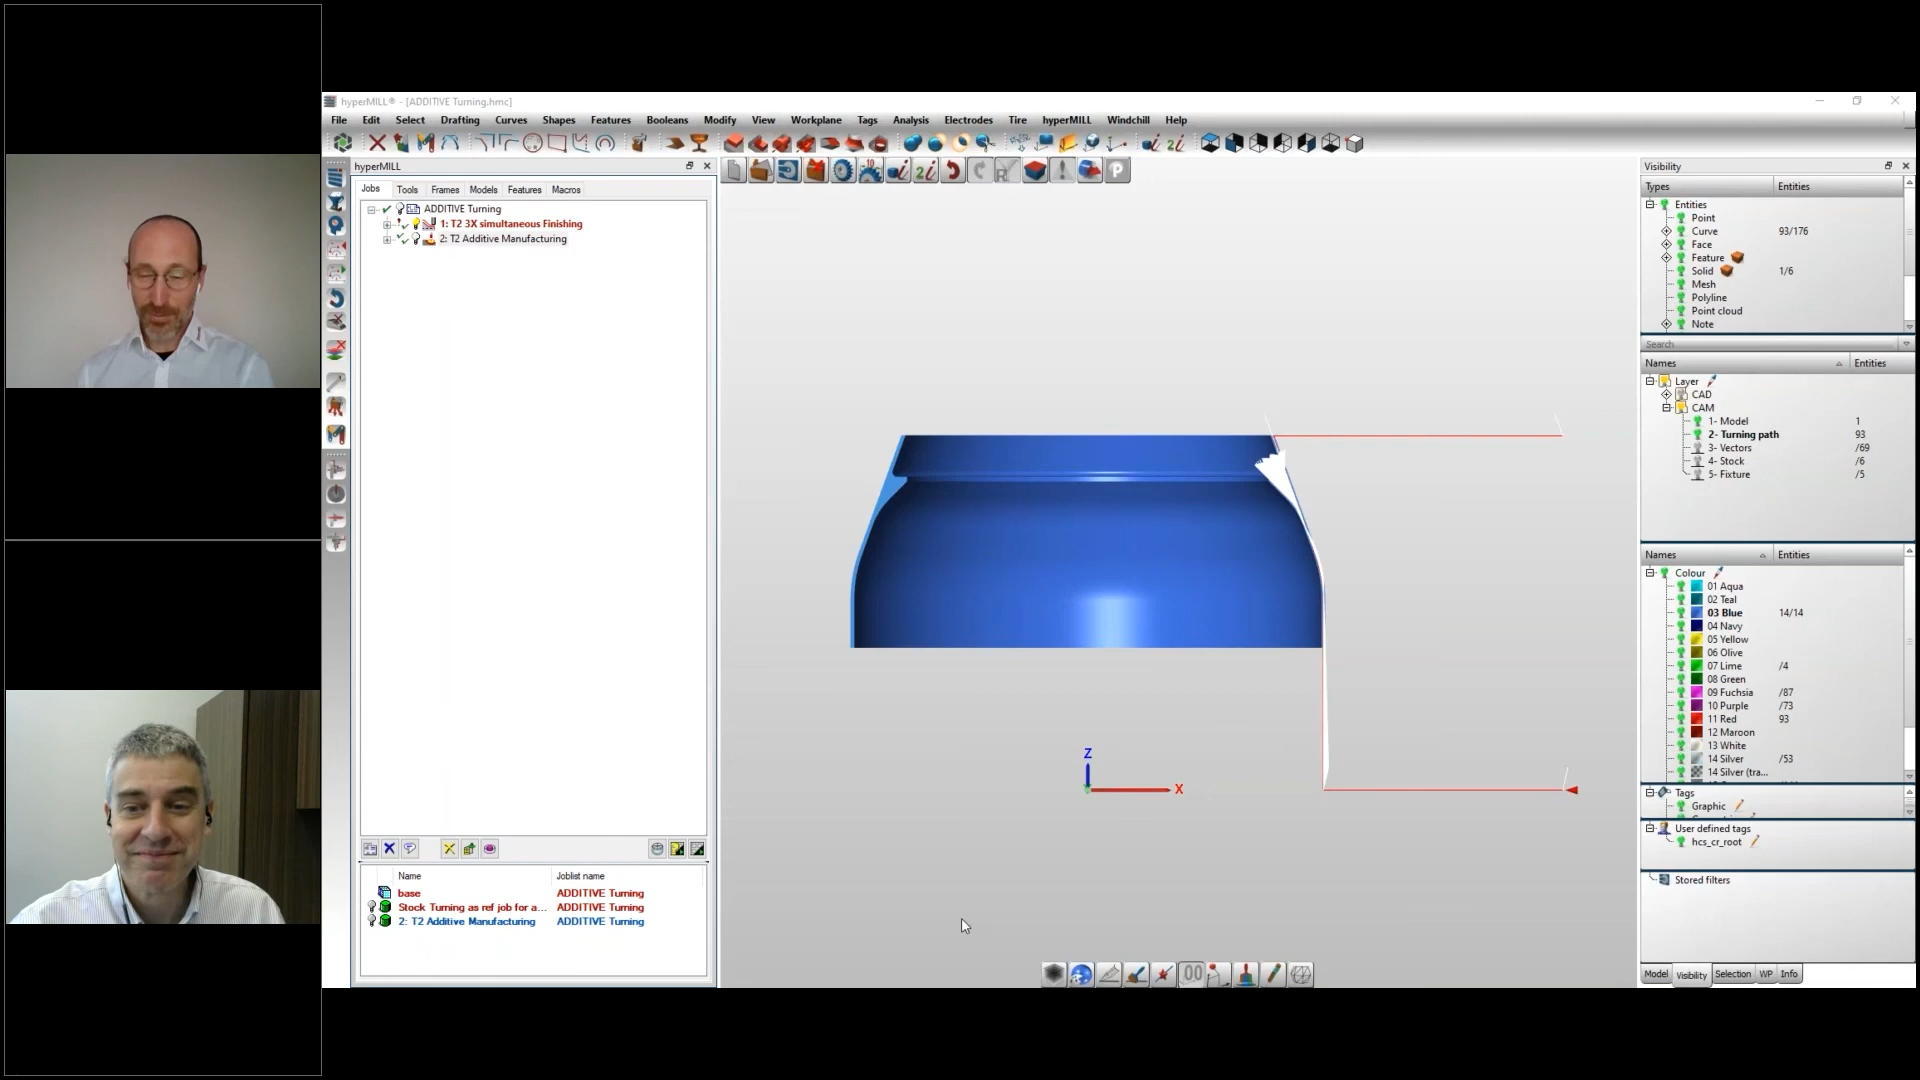 hyperMILL® - [ADDITIVE Turning.hmc]
File Edit Select Drafting Curves Shapes Features Booleans Modify View Workplane Tags Analysis Electrodes Tire hyperMILL Windchill Help
hyperMILL
Jobs Tools Frames Models Features Macros
ADDITIVE Turning
1: T2 3X simultaneous Finishing
2: T2 Additive Manufacturing
Name Joblist name
base ADDITIVE Turning
Stock Turning as ref job for a... ADDITIVE Turning
2: T2 Additive Manufacturing ADDITIVE Turning
Z
X
Visibility
Types Entities
Entities
Point
Curve 93/176
Face
Feature
Solid 1/6
Mesh
Polyline
Point cloud
Note
Search
Names Entities
Layer
CAD
CAM
1- Model 1
2- Turning path 93
3- Vectors /69
4- Stock /6
5- Fixture /5
Names Entities
Colour
01 Aqua
02 Teal
03 Blue 14/14
04 Navy
05 Yellow
06 Olive
07 Lime /4
08 Green
09 Fuchsia /87
10 Purple /73
11 Red 93
12 Maroon
13 White
14 Silver /53
14 Silver (tra...
Tags
Graphic
User defined tags
hcs_cr_root
Stored filters
Model Visibility Selection WP Info